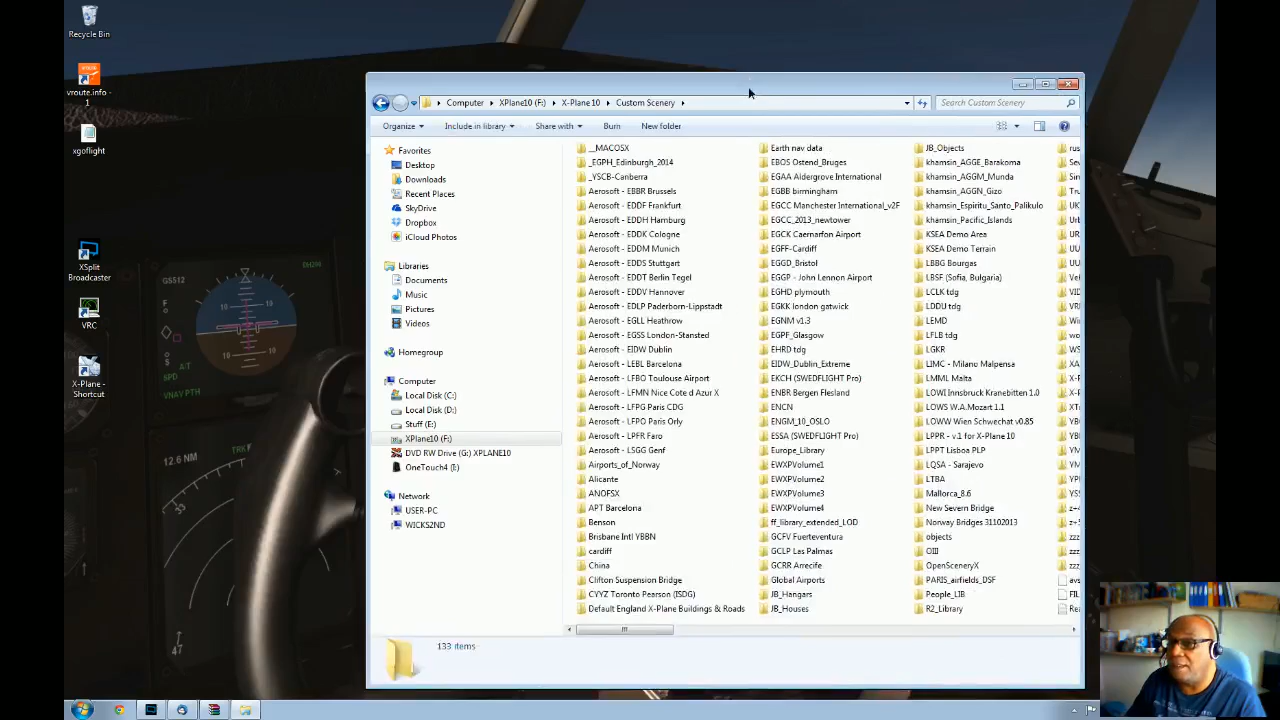 Recycle Bin
vroute.info -
1
xgoflight
XSplit
Broadcaster
VRC
X-Plane -
Shortcut
Computer
XPlane10 (F:)
X-Plane 10
Custom Scenery
Search Custom Scenery
Organize
Include in library
Share with
Burn
New folder
Favorites
Desktop
Downloads
Recent Places
SkyDrive
Dropbox
iCloud Photos
Libraries
Documents
Music
Pictures
Videos
Homegroup
Computer
Local Disk (C:)
Local Disk (D:)
Stuff (E:)
XPlane10 (F:)
DVD RW Drive (G:) XPLANE10
OneTouch4 (I:)
Network
USER-PC
WICKS2ND
__MACOSX
_EGPH_Edinburgh_2014
_YSCB-Canberra
Aerosoft - EBBR Brussels
Aerosoft - EDDF Frankfurt
Aerosoft - EDDH Hamburg
Aerosoft - EDDK Cologne
Aerosoft - EDDM Munich
Aerosoft - EDDS Stuttgart
Aerosoft - EDDT Berlin Tegel
Aerosoft - EDDV Hannover
Aerosoft - EDLP Paderborn-Lippstadt
Aerosoft - EGLL Heathrow
Aerosoft - EGSS London-Stansted
Aerosoft - EIDW Dublin
Aerosoft - LEBL Barcelona
Aerosoft - LFBO Toulouse Airport
Aerosoft - LFMN Nice Cote d Azur X
Aerosoft - LFPG Paris CDG
Aerosoft - LFPO Paris Orly
Aerosoft - LPFR Faro
Aerosoft - LSGG Genf
Airports_of_Norway
Alicante
ANOFSX
APT Barcelona
Benson
Brisbane Intl YBBN
cardiff
China
Clifton Suspension Bridge
CYYZ Toronto Pearson (ISDG)
Default England X-Plane Buildings & Roads
Earth nav data
EBOS Ostend_Bruges
EGAA Aldergrove International
EGBB birmingham
EGCC Manchester International_v2F
EGCC_2013_newtower
EGCK Caernarfon Airport
EGFF-Cardiff
EGGD_Bristol
EGGP - John Lennon Airport
EGHD plymouth
EGKK london gatwick
EGNM v1.3
EGPF_Glasgow
EHRD tdg
EIDW_Dublin_Extreme
EKCH (SWEDFLIGHT Pro)
ENBR Bergen Flesland
ENCN
ENGM_10_OSLO
ESSA (SWEDFLIGHT Pro)
Europe_Library
EWXPVolume1
EWXPVolume2
EWXPVolume3
EWXPVolume4
ff_library_extended_LOD
GCFV Fuerteventura
GCLP Las Palmas
GCRR Arrecife
Global Airports
JB_Hangars
JB_Houses
JB_Objects
khamsin_AGGE_Barakoma
khamsin_AGGM_Munda
khamsin_AGGN_Gizo
khamsin_Espiritu_Santo_Palikulo
khamsin_Pacific_Islands
KSEA Demo Area
KSEA Demo Terrain
LBBG Bourgas
LBSF (Sofia, Bulgaria)
LCLK tdg
LDDU tdg
LEMD
LFLB tdg
LGKR
LIMC - Milano Malpensa
LMML Malta
LOWI Innsbruck Kranebitten 1.0
LOWS W.A.Mozart 1.1
LOWW Wien Schwechat v0.85
LPPR - v.1 for X-Plane 10
LPPT Lisboa PLP
LQSA - Sarajevo
LTBA
Mallorca_8.6
New Severn Bridge
Norway Bridges 31102013
objects
OIII
OpenSceneryX
PARIS_airfields_DSF
People_LIB
R2_Library
133 items
GS512
10 10
DH200
A/T
SPD
VNAV PTH
12.6 NM
TRK